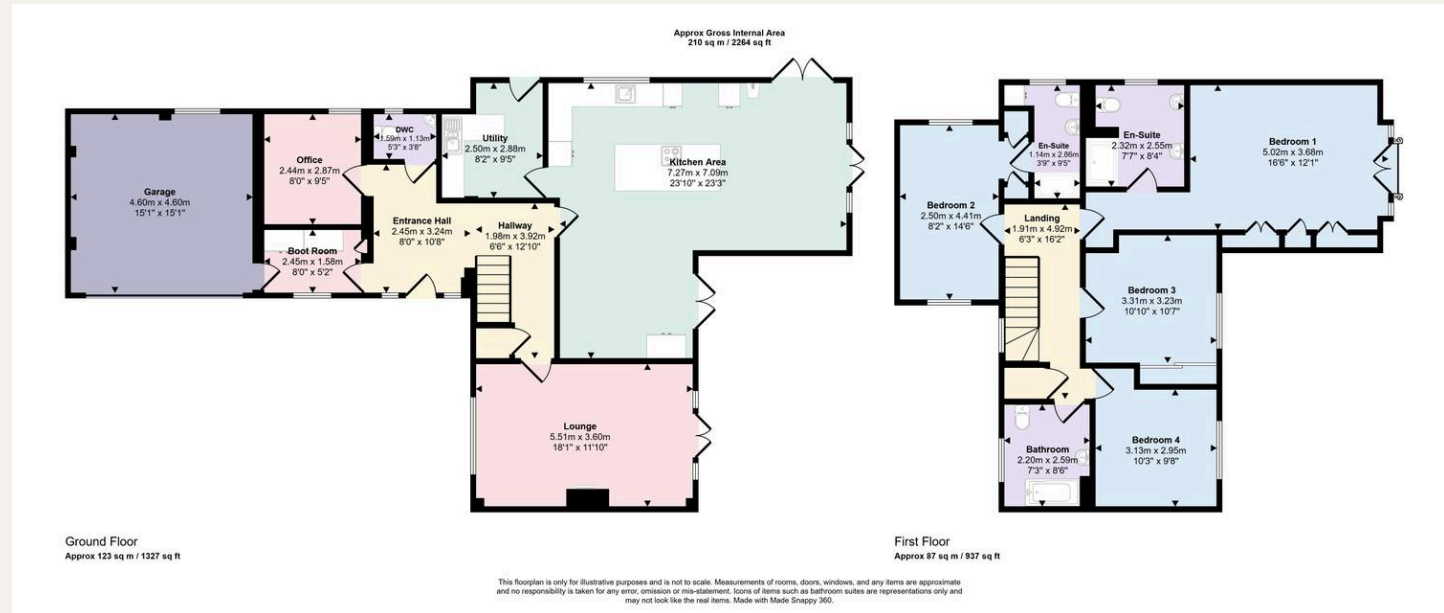 Approx Gross Internal Area
210 sq m / 2264 sq ft
Garage
4.60m x 4.60m
15'1" x 15'1"
Office
2.44m x 2.87m
8'0" x 9'5"
DWC
1.59m x 1.13m
5'3" x 3'8"
Utility
2.50m x 2.88m
8'2" x 9'5"
Kitchen Area
7.27m x 7.09m
23'10" x 23'3"
Boot Room
2.45m x 1.58m
8'0" x 5'2"
Entrance Hall
2.45m x 3.24m
8'0" x 10'8"
Hallway
1.98m x 3.92m
6'6" x 12'10"
Lounge
5.51m x 3.60m
18'1" x 11'10"
Ground Floor
Approx 123 sq m / 1327 sq ft
En-Suite
1.14m x 2.86m
3'9" x 9'5"
En-Suite
2.32m x 2.55m
7'7" x 8'4"
Bedroom 1
5.02m x 3.68m
16'6" x 12'1"
Bedroom 2
2.50m x 4.41m
8'2" x 14'6"
Landing
1.91m x 4.92m
6'3" x 16'2"
Bedroom 3
3.31m x 3.23m
10'10" x 10'7"
Bathroom
2.20m x 2.59m
7'3" x 8'6"
Bedroom 4
3.13m x 2.95m
10'3" x 9'8"
First Floor
Approx 87 sq m / 937 sq ft
This floorplan is only for illustrative purposes and is not to scale. Measurements of rooms, doors, windows, and any items are approximate
and no responsibility is taken for any error, omission or mis-statement. Icons of items such as bathroom suites are representations only and
may not look like the real items. Made with Made Snappy 360.